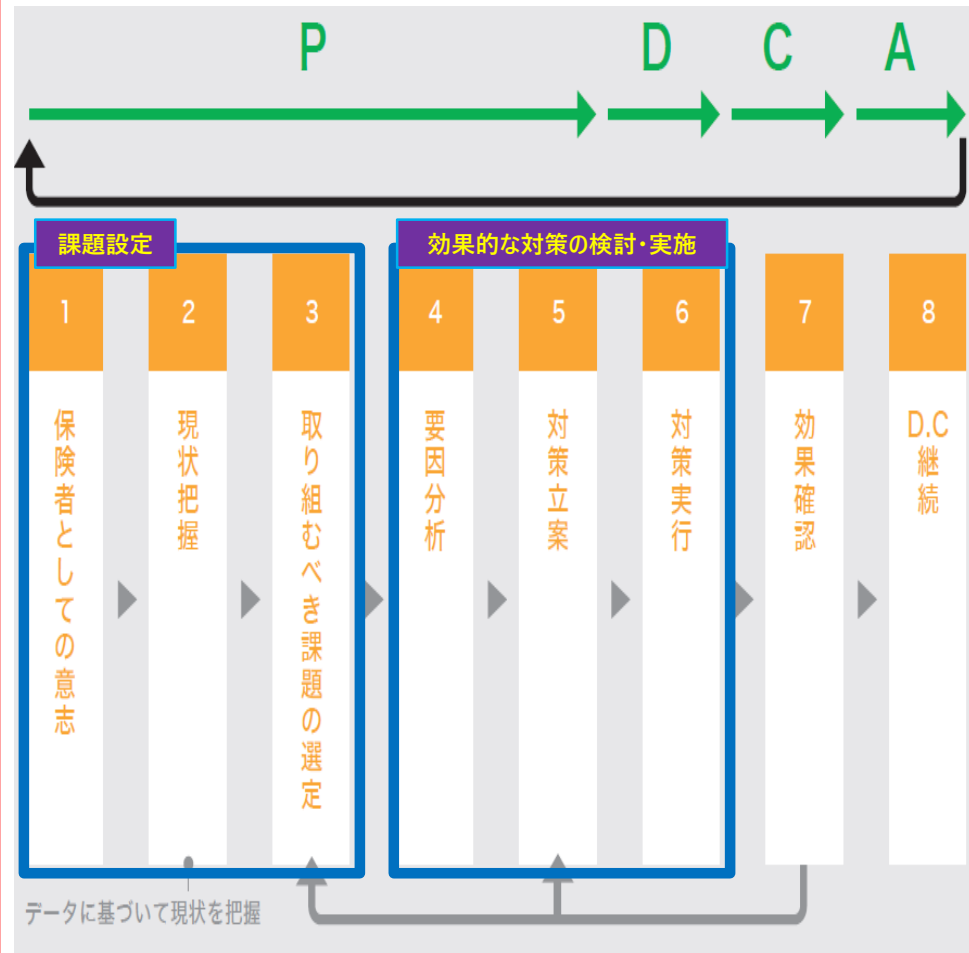 P
D
C
A
課題設定
効果的な対策の検討・実施
1
保険者としての意志
2
現状把握
3
取り組むべき課題の選定
4
要因分析
5
対策立案
6
対策実行
7
効果確認
8
D.C
継続
データに基づいて現状を把握